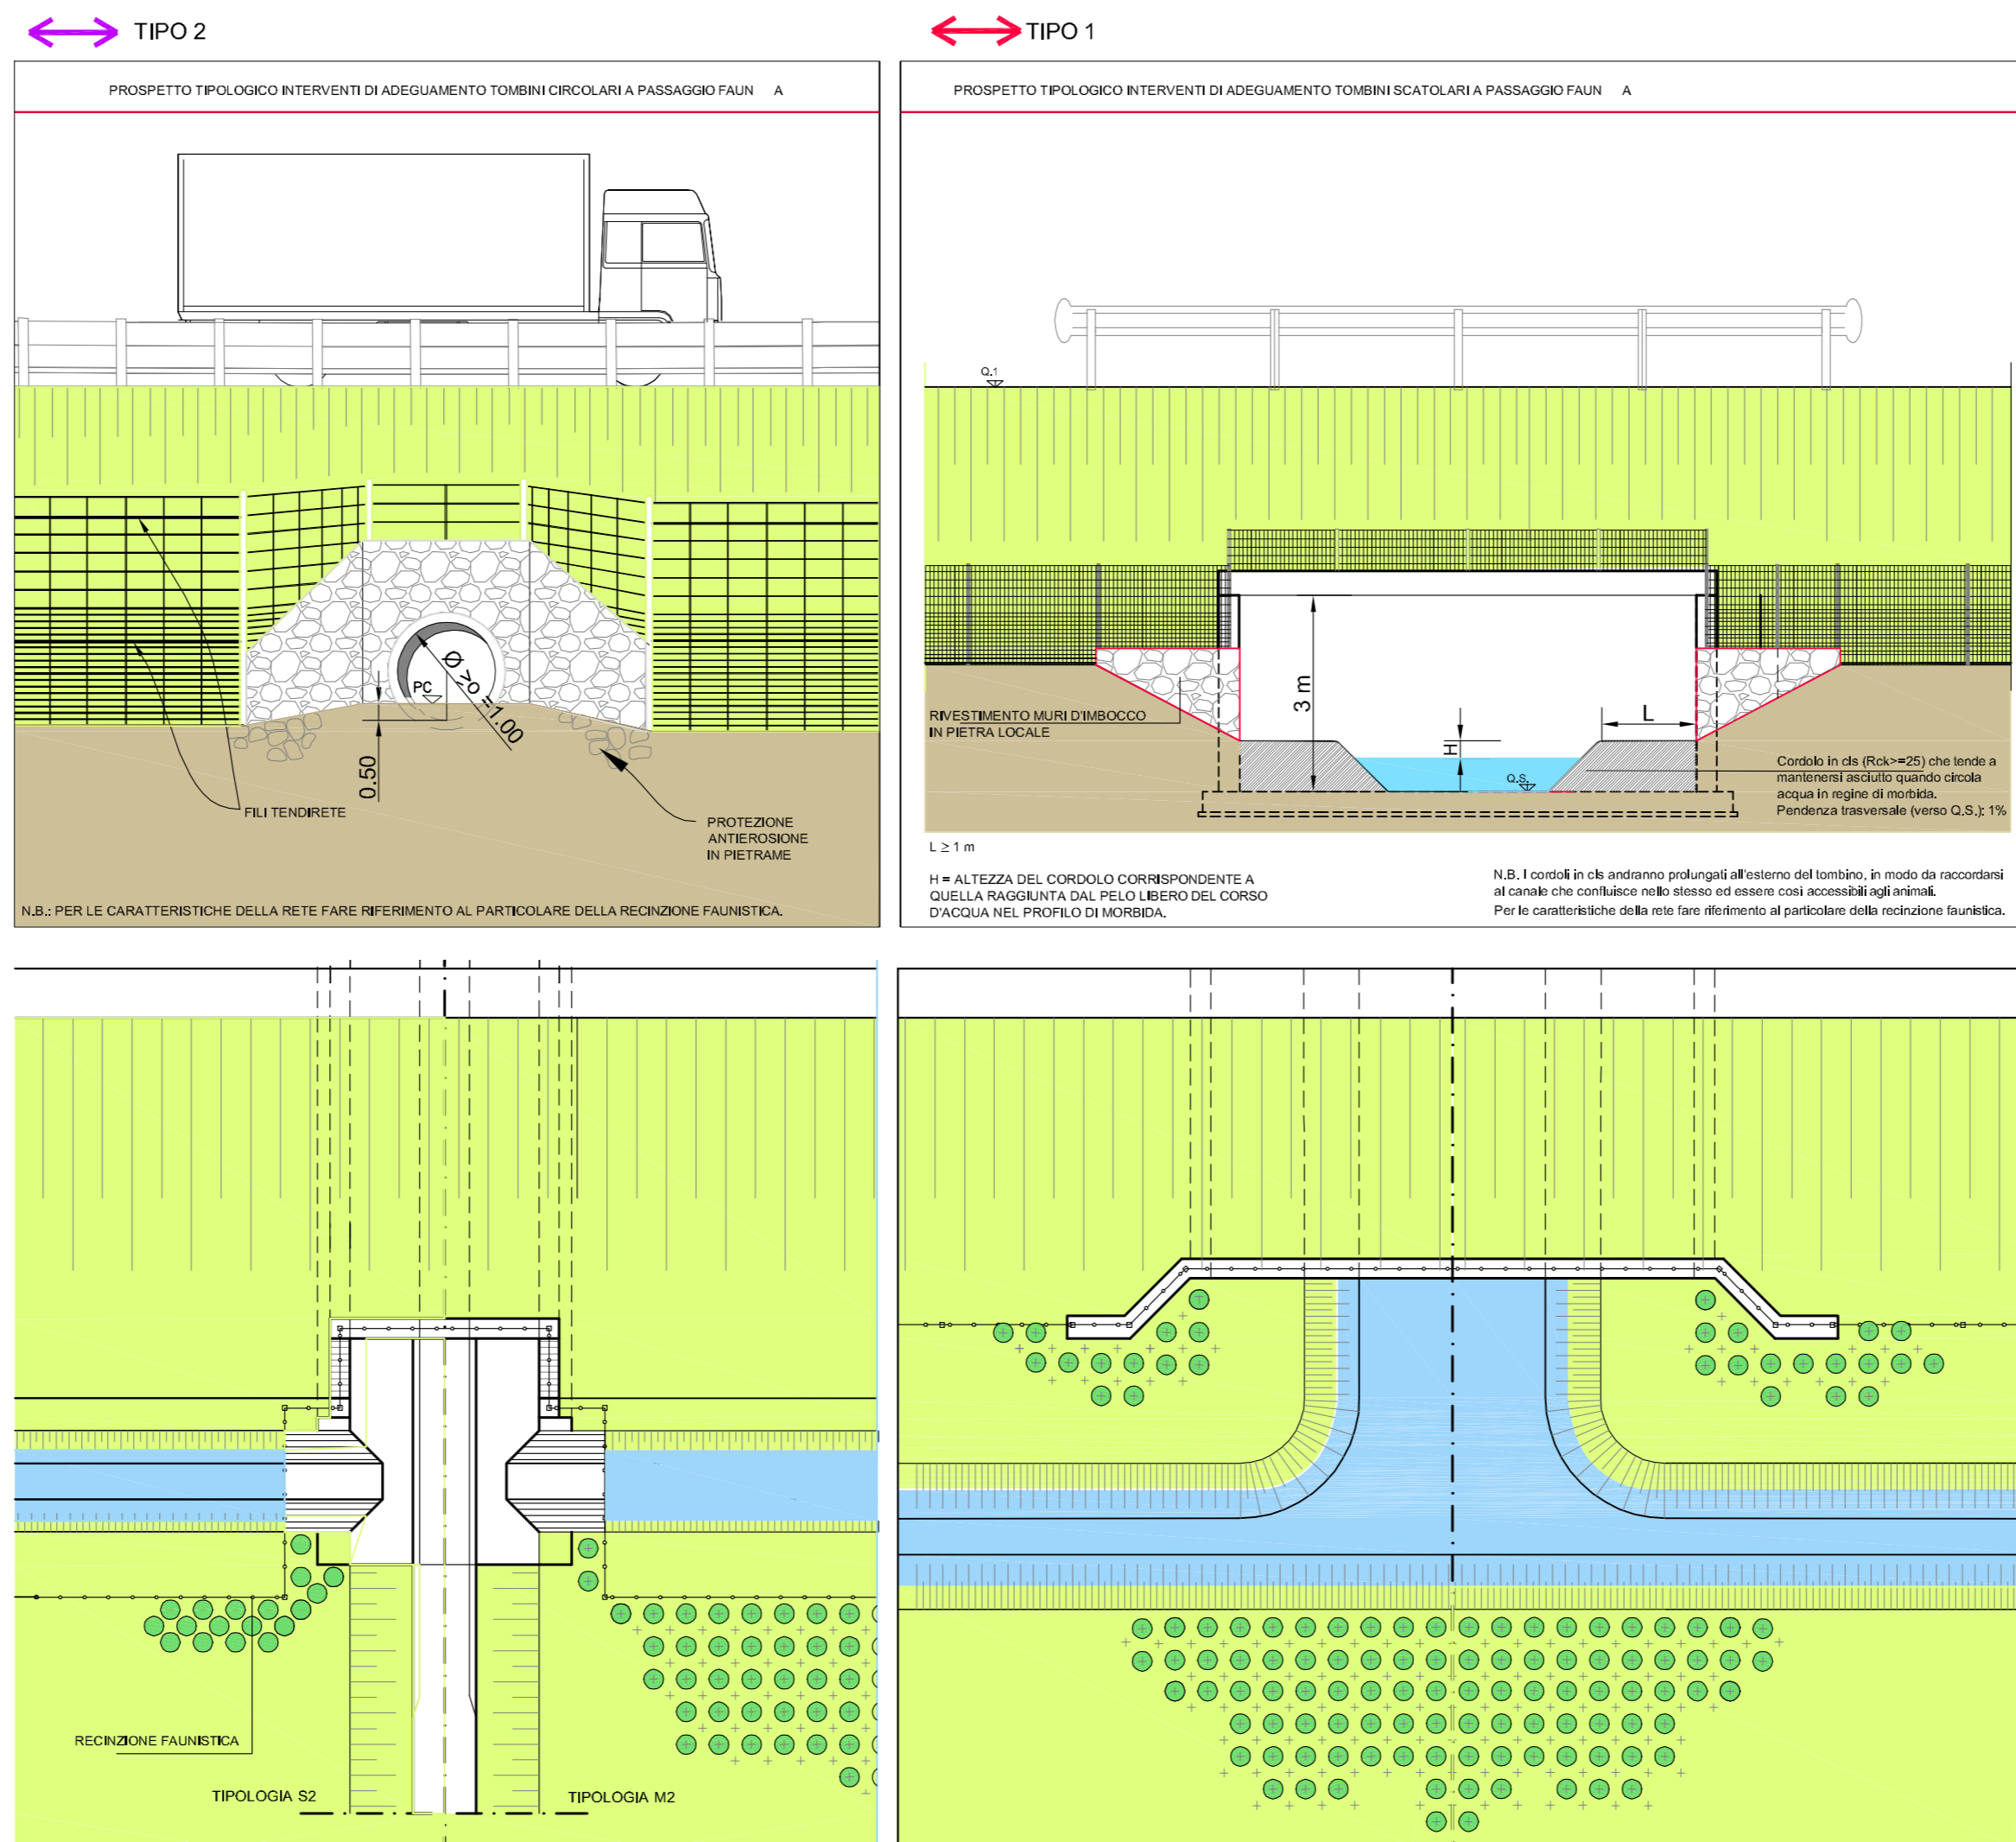 TIPO 2
PROSPETTO TIPOLOGICO INTERVENTI DI ADEGUAMENTO TOMBINI CIRCOLARI A PASSAGGIO FAUN A
PC
Ø >o =1.00
0.50
FILI TENDIRETE
PROTEZIONE
ANTIEROSIONE
IN PIETRAME
N.B.: PER LE CARATTERISTICHE DELLA RETE FARE RIFERIMENTO AL PARTICOLARE DELLA RECINZIONE FAUNISTICA.
TIPO 1
PROSPETTO TIPOLOGICO INTERVENTI DI ADEGUAMENTO TOMBINI SCATOLARI A PASSAGGIO FAUN A
Q.1
3 m
RIVESTIMENTO MURI D'IMBOCCO
IN PIETRA LOCALE
H
L
Q.S.
Cordolo in cls (Rck>=25) che tende a
mantenersi asciutto quando circola
acqua in regine di morbida.
Pendenza trasversale (verso Q.S.): 1%
L ≥ 1 m
H = ALTEZZA DEL CORDOLO CORRISPONDENTE A
QUELLA RAGGIUNTA DAL PELO LIBERO DEL CORSO
D'ACQUA NEL PROFILO DI MORBIDA.
N.B. I cordoli in cls andranno prolungati all'esterno del tombino, in modo da raccordarsi
al canale che confluisce nello stesso ed essere così accessibili agli animali.
Per le caratteristiche della rete fare riferimento al particolare della recinzione faunistica.
RECINZIONE FAUNISTICA
TIPOLOGIA S2
TIPOLOGIA M2